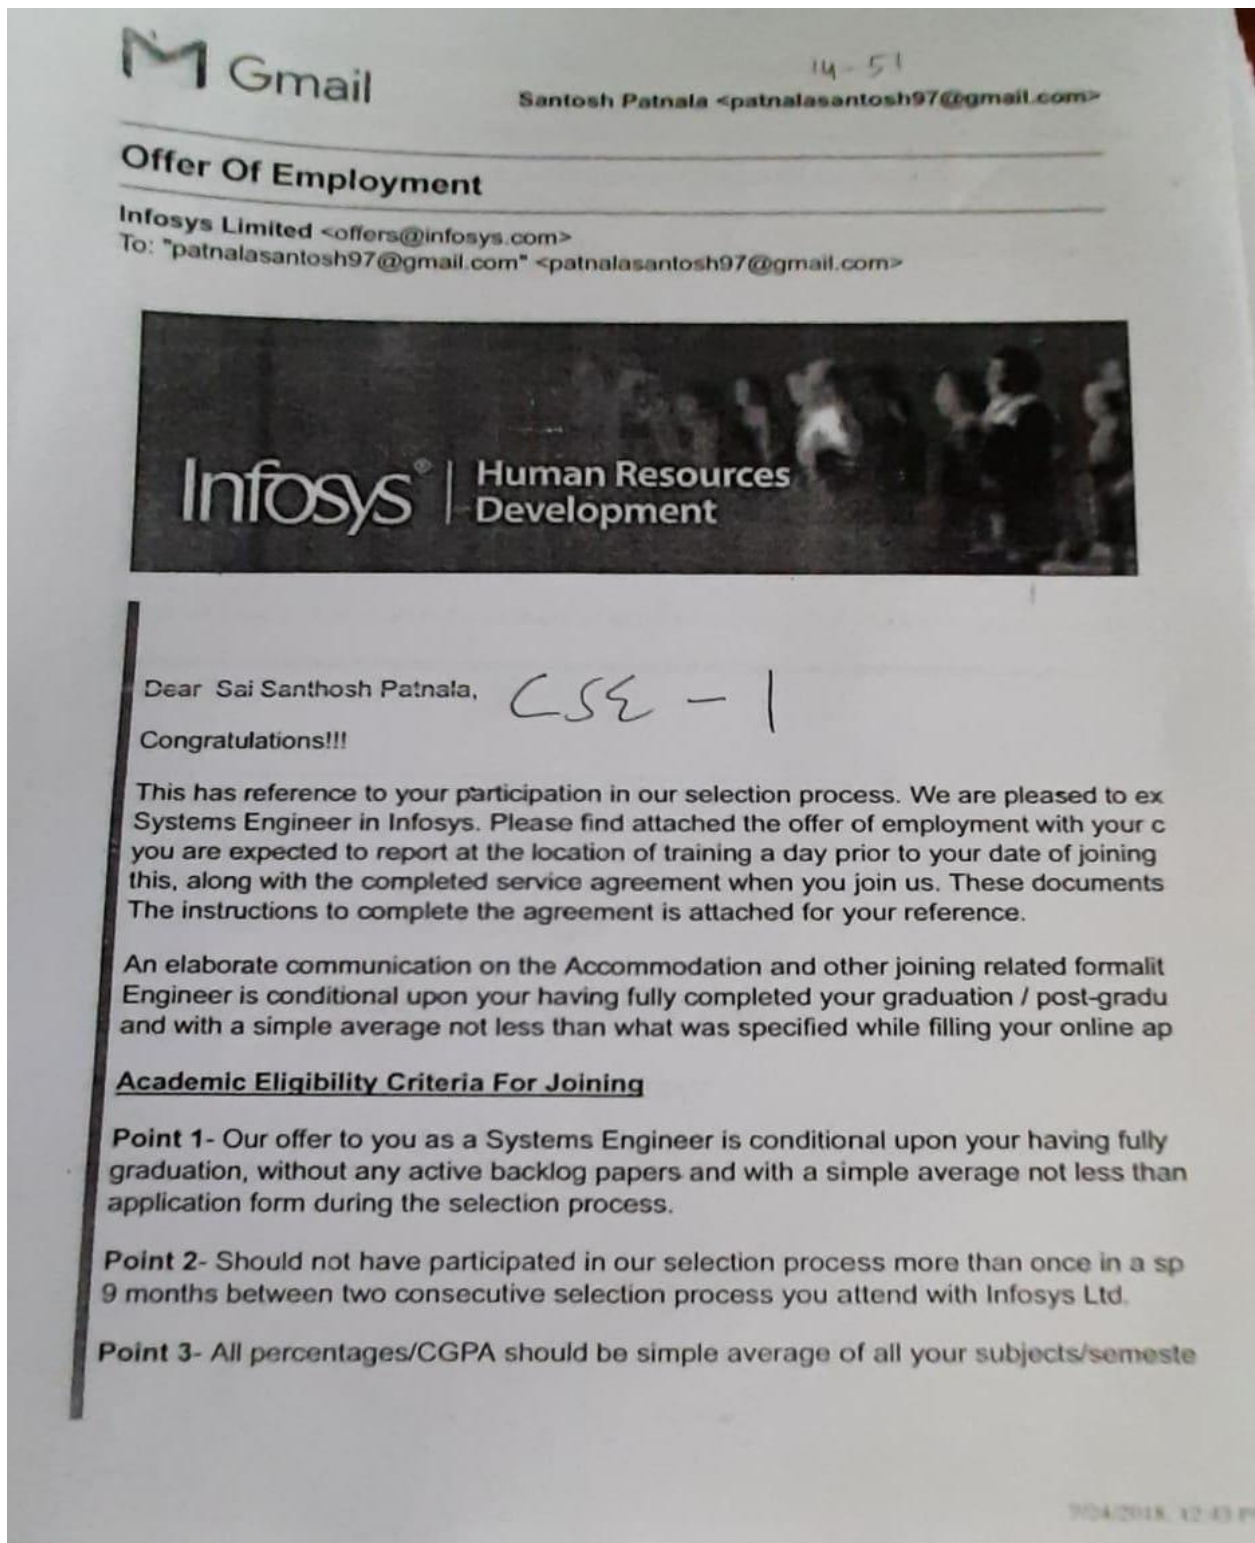 M Gmail
14-51
Santosh Patnala <patnalasantosh97@gmail.com>
Offer Of Employment
Infosys Limited <offers@infosys.com>
To: "patnalasantosh97@gmail.com" <patnalasantosh97@gmail.com>
Infosys® | Human Resources
Development
Dear Sai Santhosh Patnala,
CSE - 1
Congratulations!!!
This has reference to your participation in our selection process. We are pleased to ex
Systems Engineer in Infosys. Please find attached the offer of employment with your c
you are expected to report at the location of training a day prior to your date of joining
this, along with the completed service agreement when you join us. These documents
The instructions to complete the agreement is attached for your reference.
An elaborate communication on the Accommodation and other joining related formalit
Engineer is conditional upon your having fully completed your graduation / post-gradu
and with a simple average not less than what was specified while filling your online ap
Academic Eligibility Criteria For Joining
Point 1- Our offer to you as a Systems Engineer is conditional upon your having fully
graduation, without any active backlog papers and with a simple average not less than
application form during the selection process.
Point 2- Should not have participated in our selection process more than once in a sp
9 months between two consecutive selection process you attend with Infosys Ltd.
Point 3- All percentages/CGPA should be simple average of all your subjects/semeste
7/24/2018, 12:43 P